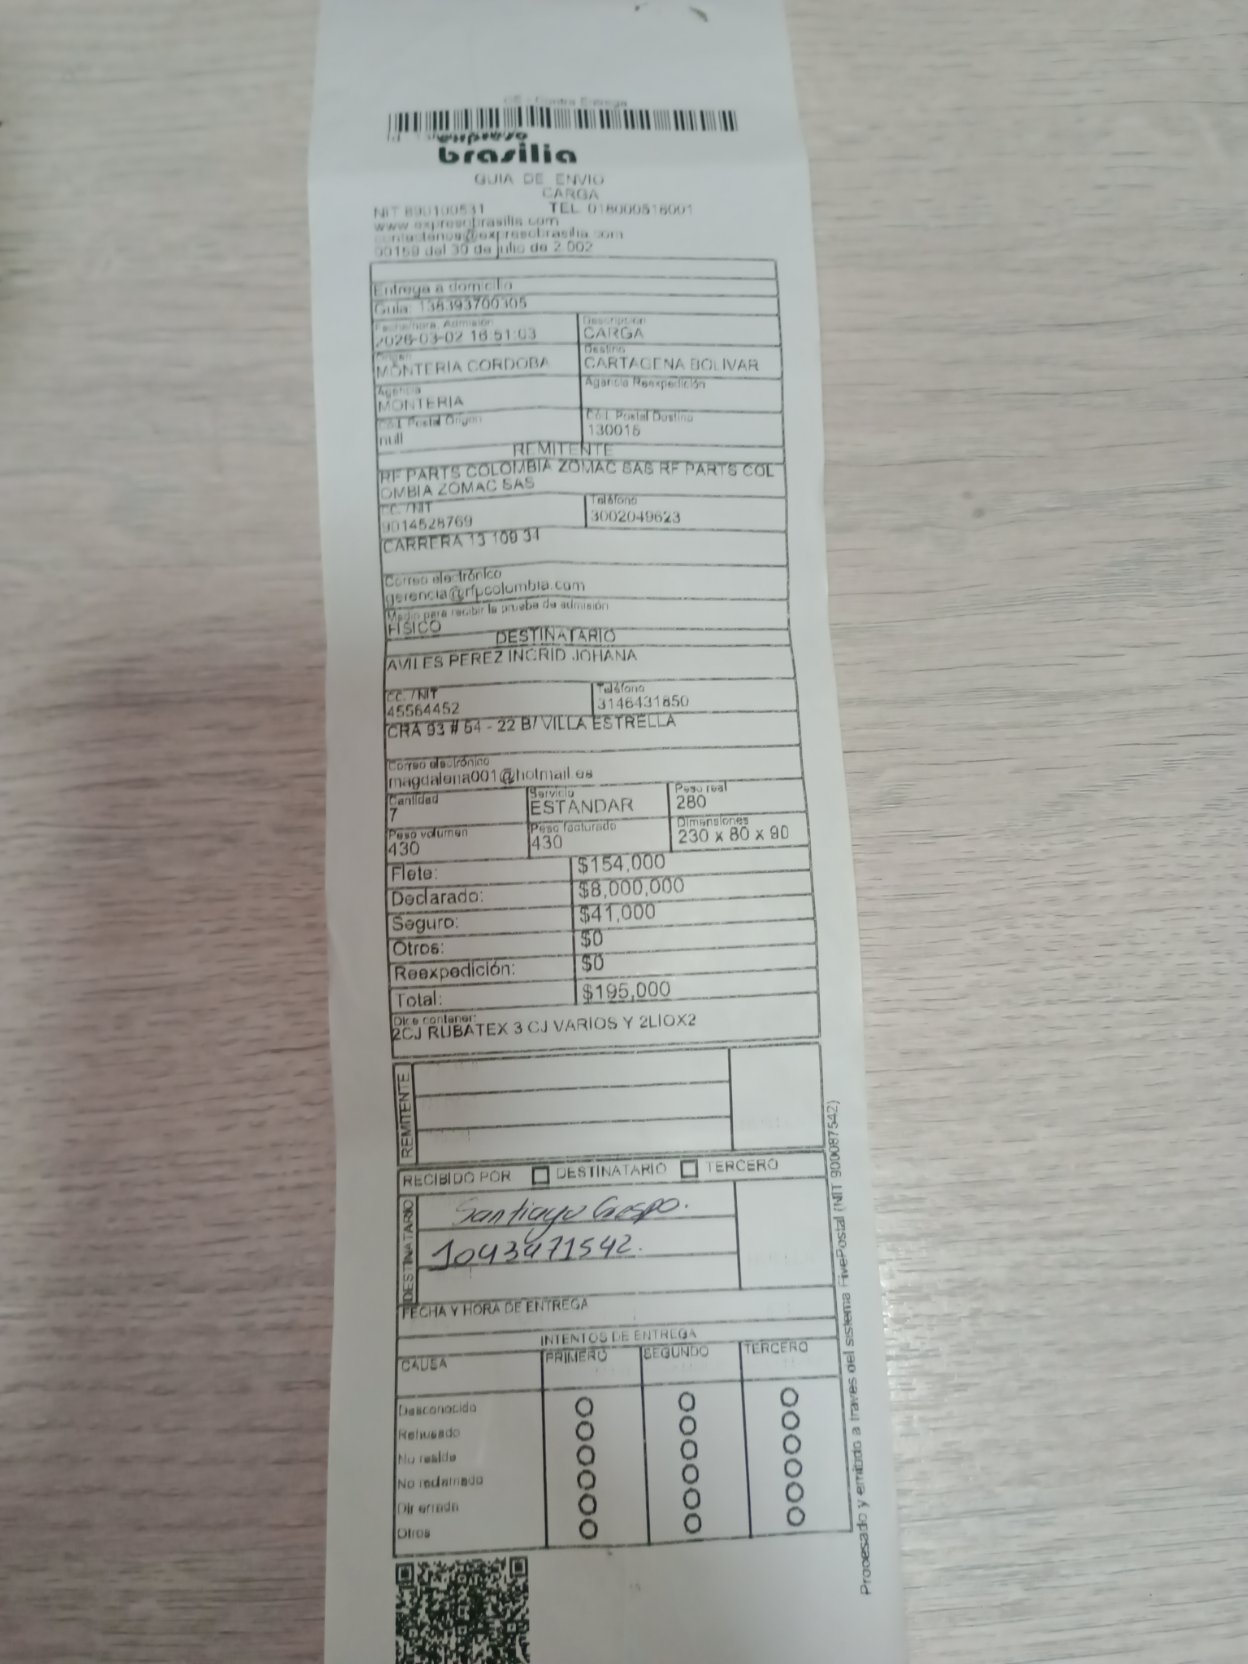 CE - Contra Entrega
expreso
brasilia
GUIA DE ENVIO
CARGA
NIT 890100531 TEL. 018000516001
www.expresobrasilia.com
contactenos@expresobrasilia.com
00159 del 30 de julio de 2.002
Entrega a domicilio
Guia: 136393700305
Fecha/hora. Admisión Descripción
2026-03-02 16:51:03 CARGA
Origen Destino
MONTERIA CORDOBA CARTAGENA BOLIVAR
Agencia Agencia Reexpedición
MONTERIA
Cód. Postal Origen Cód. Postal Destino
null 130015
REMITENTE
RF PARTS COLOMBIA ZOMAC SAS RF PARTS COL
OMBIA ZOMAC SAS
CC. / NIT Teléfono
9014528769 3002049623
CARRERA 13 109 34
Correo electrónico
gerencia@rfpcolombia.com
Medio para recibir la prueba de admisión
FÍSICO
DESTINATARIO
AVILES PEREZ INGRID JOHANA
CC. / NIT Teléfono
45564452 3146431850
CRA 93 # 54 - 22 B/ VILLA ESTRELLA
Correo electrónico
magdalena001@hotmail.es
Cantidad Servicio Peso real
7 ESTANDAR 280
Peso volumen Peso facturado Dimensiones
430 430 230 x 80 x 90
Flete: $154,000
Declarado: $8,000,000
Seguro: $41,000
Otros: $0
Reexpedición: $0
Total: $195,000
Dice contener:
2CJ RUBATEX 3 CJ VARIOS Y 2LIOX2
REMITENTE
RECIBIDO POR DESTINATARIO TERCERO
DESTINATARIO
Santiago Crespo.
1043971542.
FECHA Y HORA DE ENTREGA
INTENTOS DE ENTREGA
CAUSA PRIMERO SEGUNDO TERCERO
Desconocido
Rehusado
No reside
No reclamado
Dir errada
Otros
Procesado y emitido a traves del sistema FivePostal (NIT 900087542)